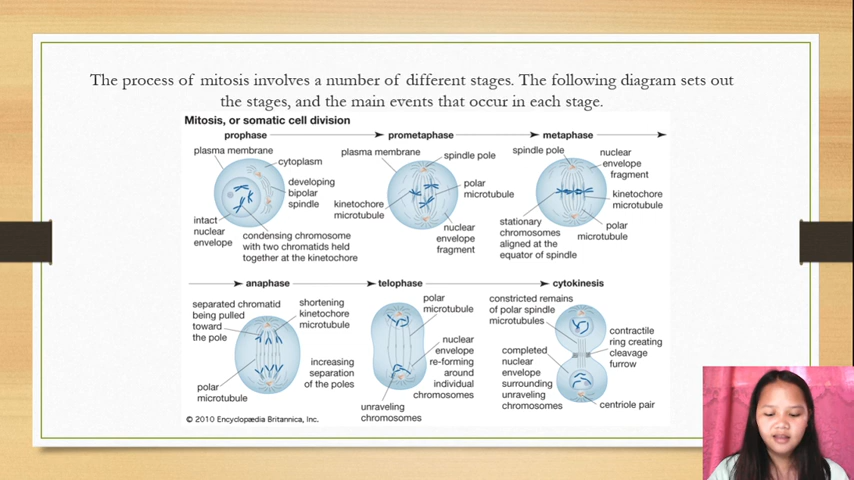 The process of mitosis involves a number of different stages. The following diagram sets out
the stages, and the main events that occur in each stage.
Mitosis, or somatic cell division
prophase
prometaphase
metaphase
plasma membrane
cytoplasm
developing
bipolar
spindle
intact
nuclear
envelope
condensing chromosome
with two chromatids held
together at the kinetochore
plasma membrane
spindle pole
polar
microtubule
kinetochore
microtubule
nuclear
envelope
fragment
spindle pole
nuclear
envelope
fragment
kinetochore
microtubule
polar
microtubule
stationary
chromosomes
aligned at the
equator of spindle
anaphase
telophase
cytokinesis
separated chromatid
being pulled
toward
the pole
shortening
kinetochore
microtubule
increasing
separation
of the poles
polar
microtubule
polar
microtubule
nuclear
envelope
re-forming
around
individual
chromosomes
unraveling
chromosomes
constricted remains
of polar spindle
microtubules
contractile
ring creating
cleavage
furrow
completed
nuclear
envelope
surrounding
unraveling
chromosomes
centriole pair
© 2010 Encyclopædia Britannica, Inc.